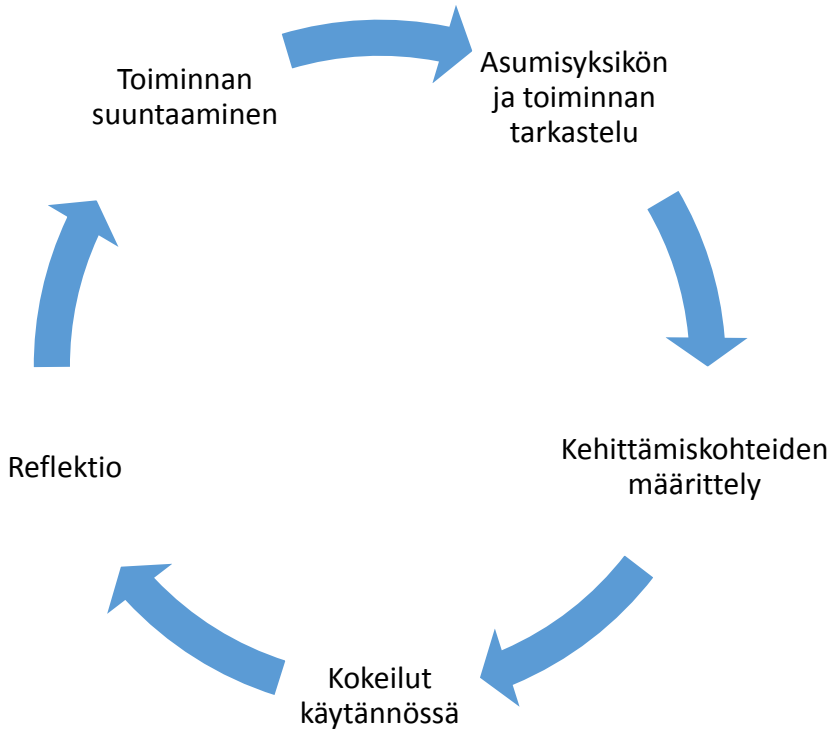 Toiminnan
suuntaaminen
Asumisyksikön
ja toiminnan
tarkastelu
Kehittämiskohteiden
määrittely
Kokeilut
käytännössä
Reflektio